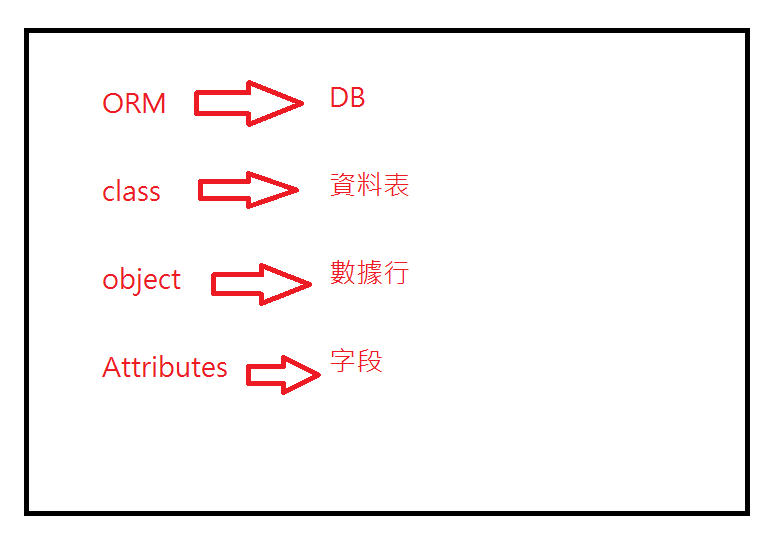 ORM DB
class 資料表
object 數據行
Attributes 字段